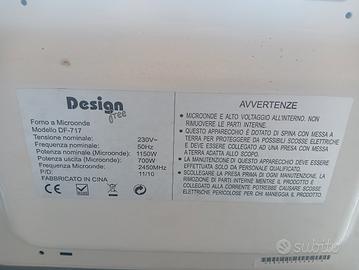 Design
free
Forno a Microonde
Modello DF-717
Tensione nominale: 230V~
Frequenza nominale: 50Hz
Potenza nominale (Microonde): 1150W
Potenza uscita (Microonde): 700W
Frequenza Microonde: 2450MHz
P/D: 11/10
FABBRICATO IN CINA
CE
AVVERTENZE
MICROONDE E ALTO VOLTAGGIO ALL'INTERNO. NON
RIMUOVERE LE PARTI INTERNE.
QUESTO APPARECCHIO È DOTATO DI SPINA CON MESSA A
TERRA PER PROTEGGERE DA POSSIBILI SCOSSE ELETTRICHE
E DEVE ESSERE COLLEGATO AD UNA PRESA CON MESSA
A TERRA ADATTA ALLO SCOPO.
LA MANUTENZIONE DI QUESTO APPARECCHIO DEVE ESSERE
EFFETTUATA SOLO DA PERSONALE QUALIFICATO.
SCOLLEGARE LA PRESA PRIMA DI OGNI MANUTENZIONE. LE
PARTI INTERNE MENTRE IL PRODOTTO È COLLEGATO ALLA
CORRENTE POTREBBE CAUSARE SCOSSE
ELETTRICHE PERICOLOSE PER CHI MANEGGIA IL
subito